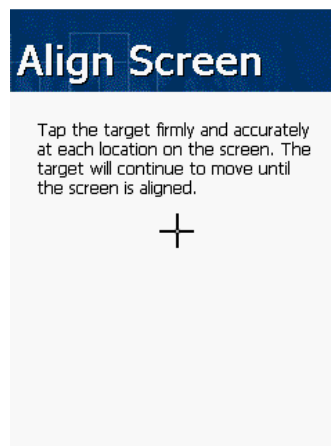 Align Screen
Tap the target firmly and accurately
at each location on the screen. The
target will continue to move until
the screen is aligned.